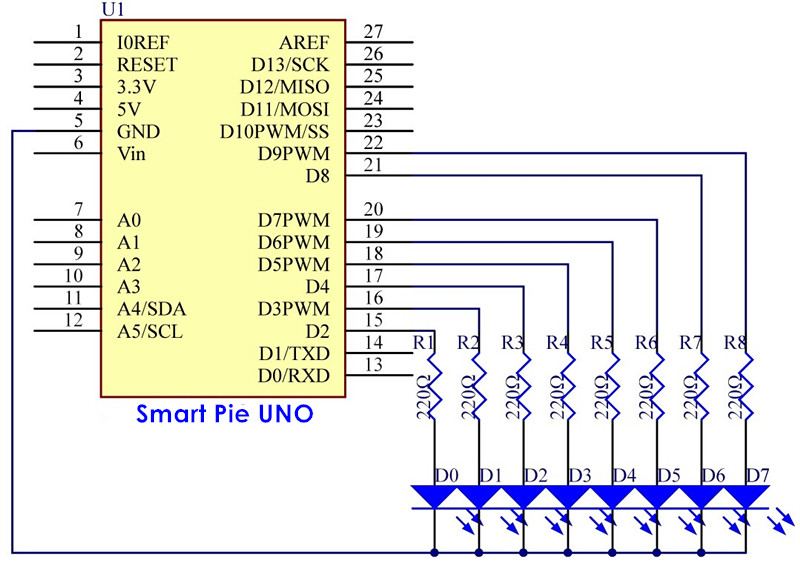 U1
1 I0REF AREF 27
2 RESET D13/SCK 26
3 3.3V D12/MISO 25
4 5V D11/MOSI 24
5 GND D10PWM/SS 23
6 Vin D9PWM 22
D8 21
7 A0 D7PWM 20
8 A1 D6PWM 19
9 A2 D5PWM 18
10 A3 D4 17
11 A4/SDA D3PWM 16
12 A5/SCL D2 15
D1/TXD 14
D0/RXD 13
R1 R2 R3 R4 R5 R6 R7 R8
220Ω 220Ω 220Ω 220Ω 220Ω 220Ω 220Ω 220Ω
Smart Pie UNO
D0 D1 D2 D3 D4 D5 D6 D7